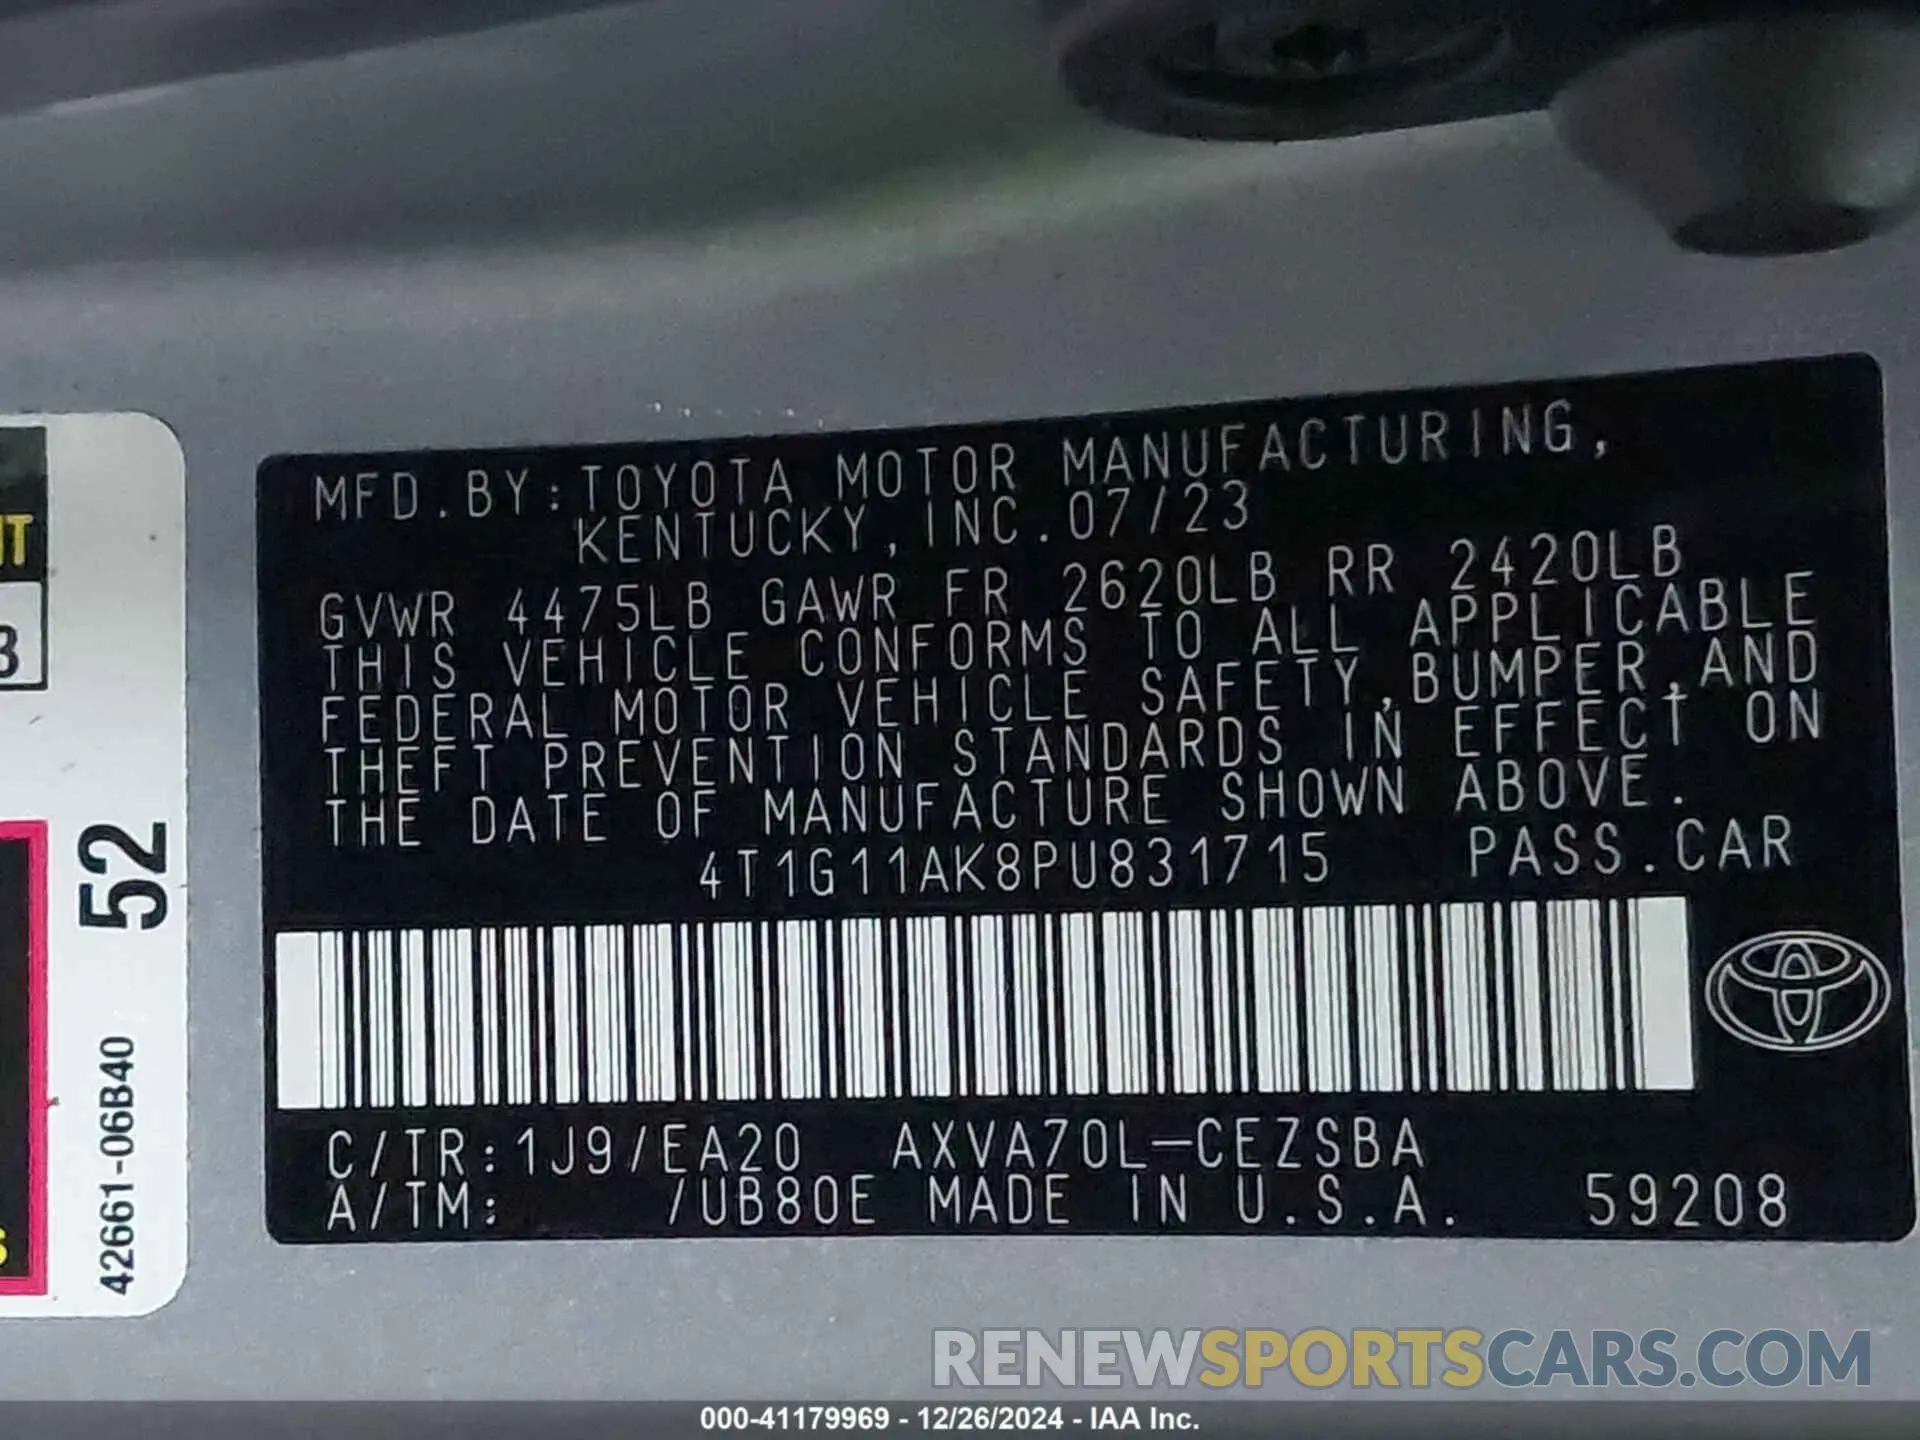 MFD. BY: TOYOTA MOTOR MANUFACTURING,
KENTUCKY, INC. 07/23
GVWR 4475LB GAWR FR 2620LB RR 2420LB
THIS VEHICLE CONFORMS TO ALL APPLICABLE
FEDERAL MOTOR VEHICLE SAFETY, BUMPER, AND
THEFT PREVENTION STANDARDS IN EFFECT ON
THE DATE OF MANUFACTURE SHOWN ABOVE.
4T1G11AK8PU831715 PASS. CAR
C/TR: 1J9/EA20 AXVA70L-CEZSBA
A/TM: /UB80E MADE IN U.S.A. 59208
52
42661-06B40
RENEWSPORTSCARS.COM
000-41179969 - 12/26/2024 - IAA Inc.